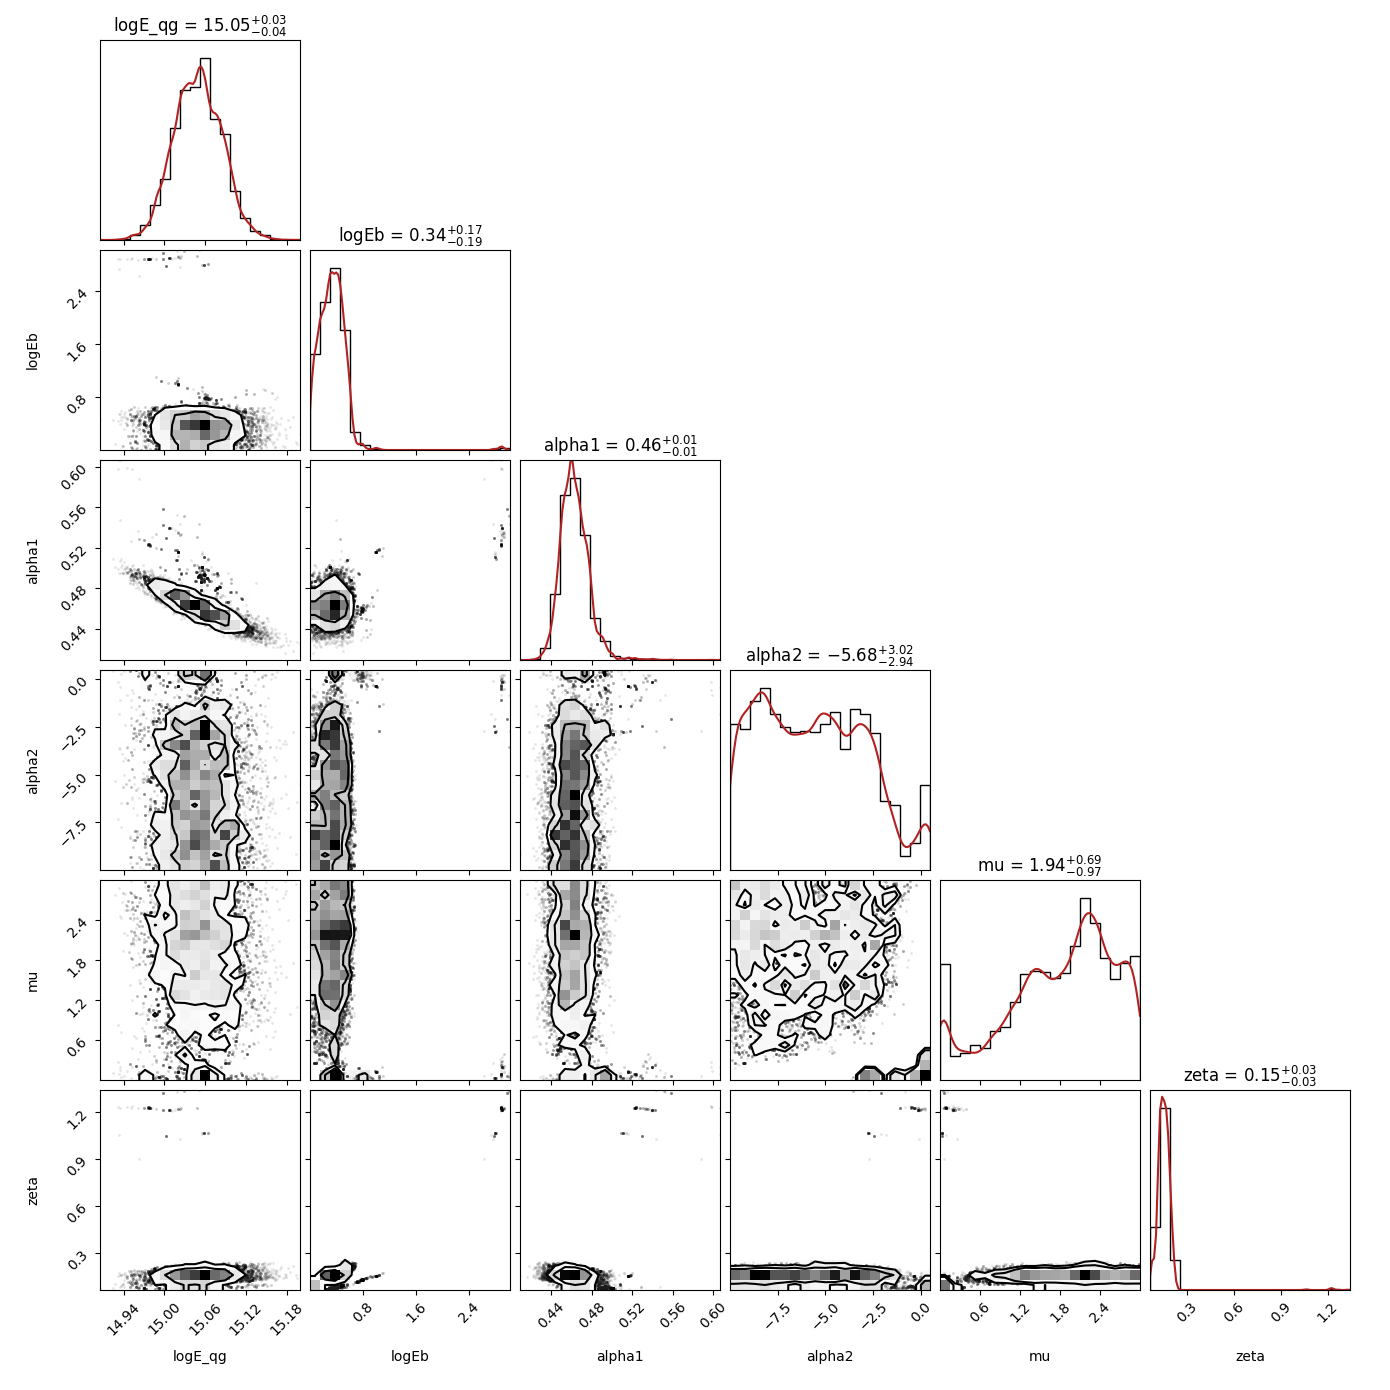 logE_qg = 15.05^{+0.03}_{−0.04}
logEb = 0.34^{+0.17}_{−0.19}
2.4
1.6
0.8
logEb
alpha1 = 0.46^{+0.01}_{−0.01}
0.60
0.56
0.52
0.48
0.44
alpha1
alpha2 = −5.68^{+3.02}_{−2.94}
0.0
−2.5
−5.0
−7.5
alpha2
mu = 1.94^{+0.69}_{−0.97}
2.4
1.8
1.2
0.6
mu
zeta = 0.15^{+0.03}_{−0.03}
1.2
0.9
0.6
0.3
zeta
14.94 15.00 15.06 15.12 15.18 0.8 1.6 2.4 0.44 0.48 0.52 0.56 0.60 −7.5 −5.0 −2.5 0.0 0.6 1.2 1.8 2.4 0.3 0.6 0.9 1.2
logE_qg logEb alpha1 alpha2 mu zeta